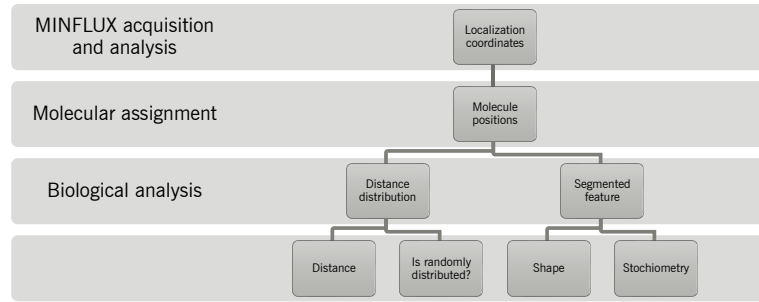 MINFLUX acquisition
and analysis
Localization
coordinates
Molecular assignment
Molecule
positions
Biological analysis
Distance
distribution
Segmented
feature
Distance
Is randomly
distributed?
Shape
Stochiometry